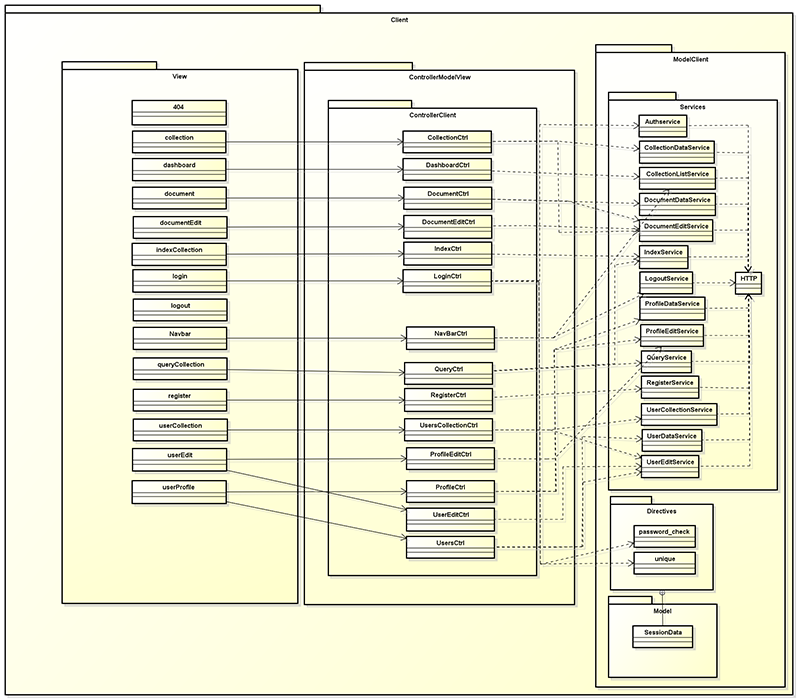 Client
View
404
collection
dashboard
document
documentEdit
indexCollection
login
logout
Navbar
queryCollection
register
userCollection
userEdit
userProfile
ControllerModelView
ControllerClient
CollectionCtrl
DashboardCtrl
DocumentCtrl
DocumentEditCtrl
IndexCtrl
LoginCtrl
NavBarCtrl
QueryCtrl
RegisterCtrl
UsersCollectionCtrl
ProfileEditCtrl
ProfileCtrl
UserEditCtrl
UsersCtrl
ModelClient
Services
Authservice
CollectionDataService
CollectionListService
DocumentDataService
DocumentEditService
IndexService
LogoutService
ProfileDataService
ProfileEditService
QUeryService
RegisterService
UserCollectionService
UserDataService
UserEditService
HTTP
Directives
password_check
unique
Model
SessionData